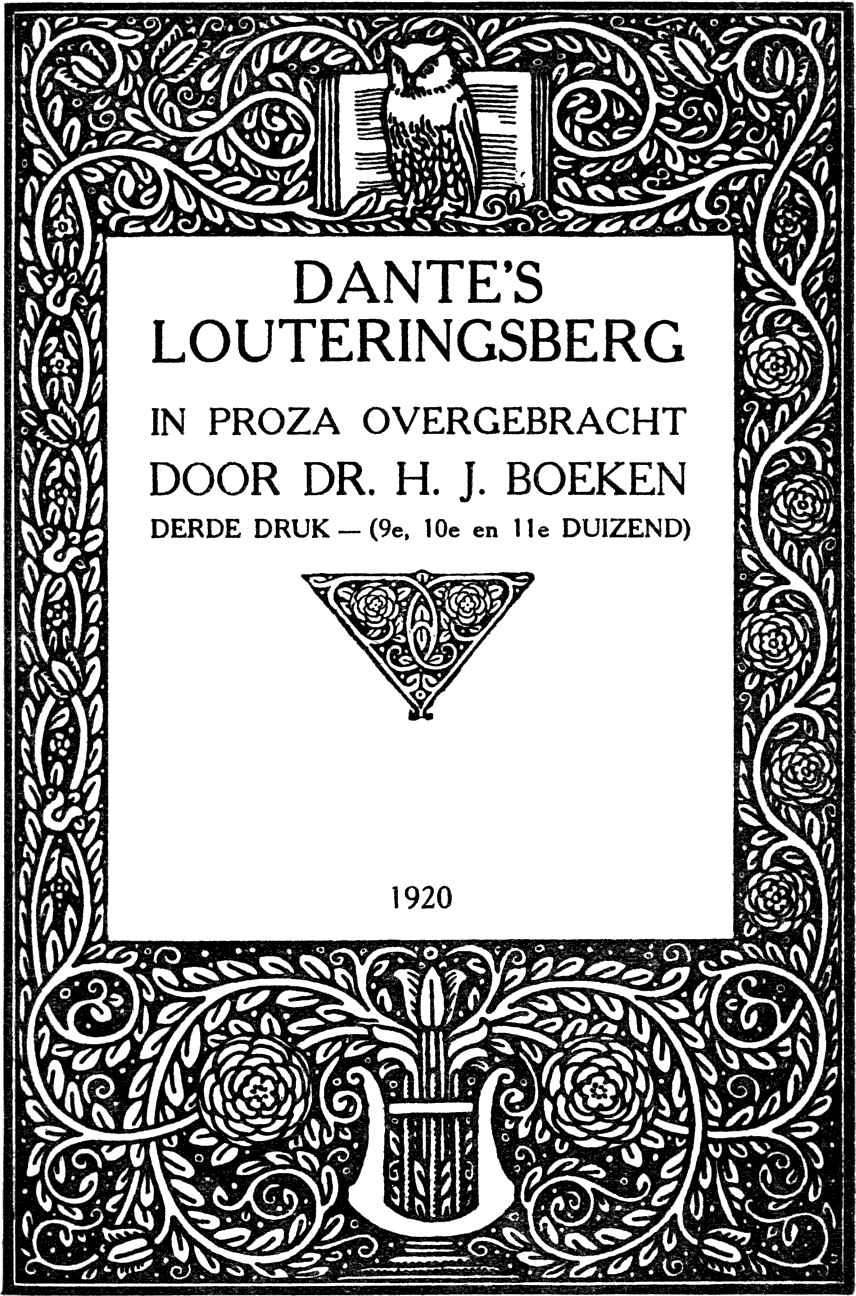 DANTE'S
LOUTERINGSBERG
IN PROZA OVERGEBRACHT
DOOR DR. H. J. BOEKEN
DERDE DRUK — (9e, 10e en 11e DUIZEND)
1920